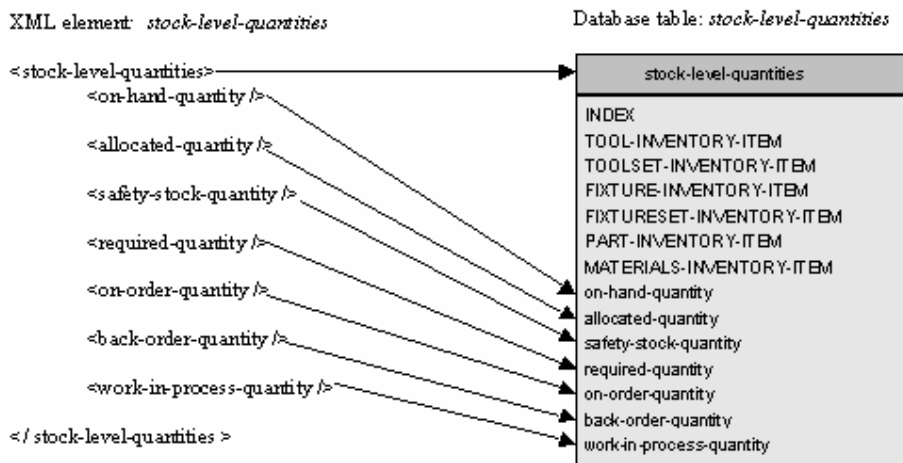 XML element: stock-level-quantities
<stock-level-quantities>
<on-hand-quantity />
<allocated-quantity />
<safety-stock-quantity />
<required-quantity />
<on-order-quantity />
<back-order-quantity />
<work-in-process-quantity />
</ stock-level-quantities >
Database table: stock-level-quantities
stock-level-quantities
INDEX
TOOL-INVENTORY-ITEM
TOOLSET-INVENTORY-ITEM
FIXTURE-INVENTORY-ITEM
FIXTURESET-INVENTORY-ITEM
PART-INVENTORY-ITEM
MATERIALS-INVENTORY-ITEM
on-hand-quantity
allocated-quantity
safety-stock-quantity
required-quantity
on-order-quantity
back-order-quantity
work-in-process-quantity